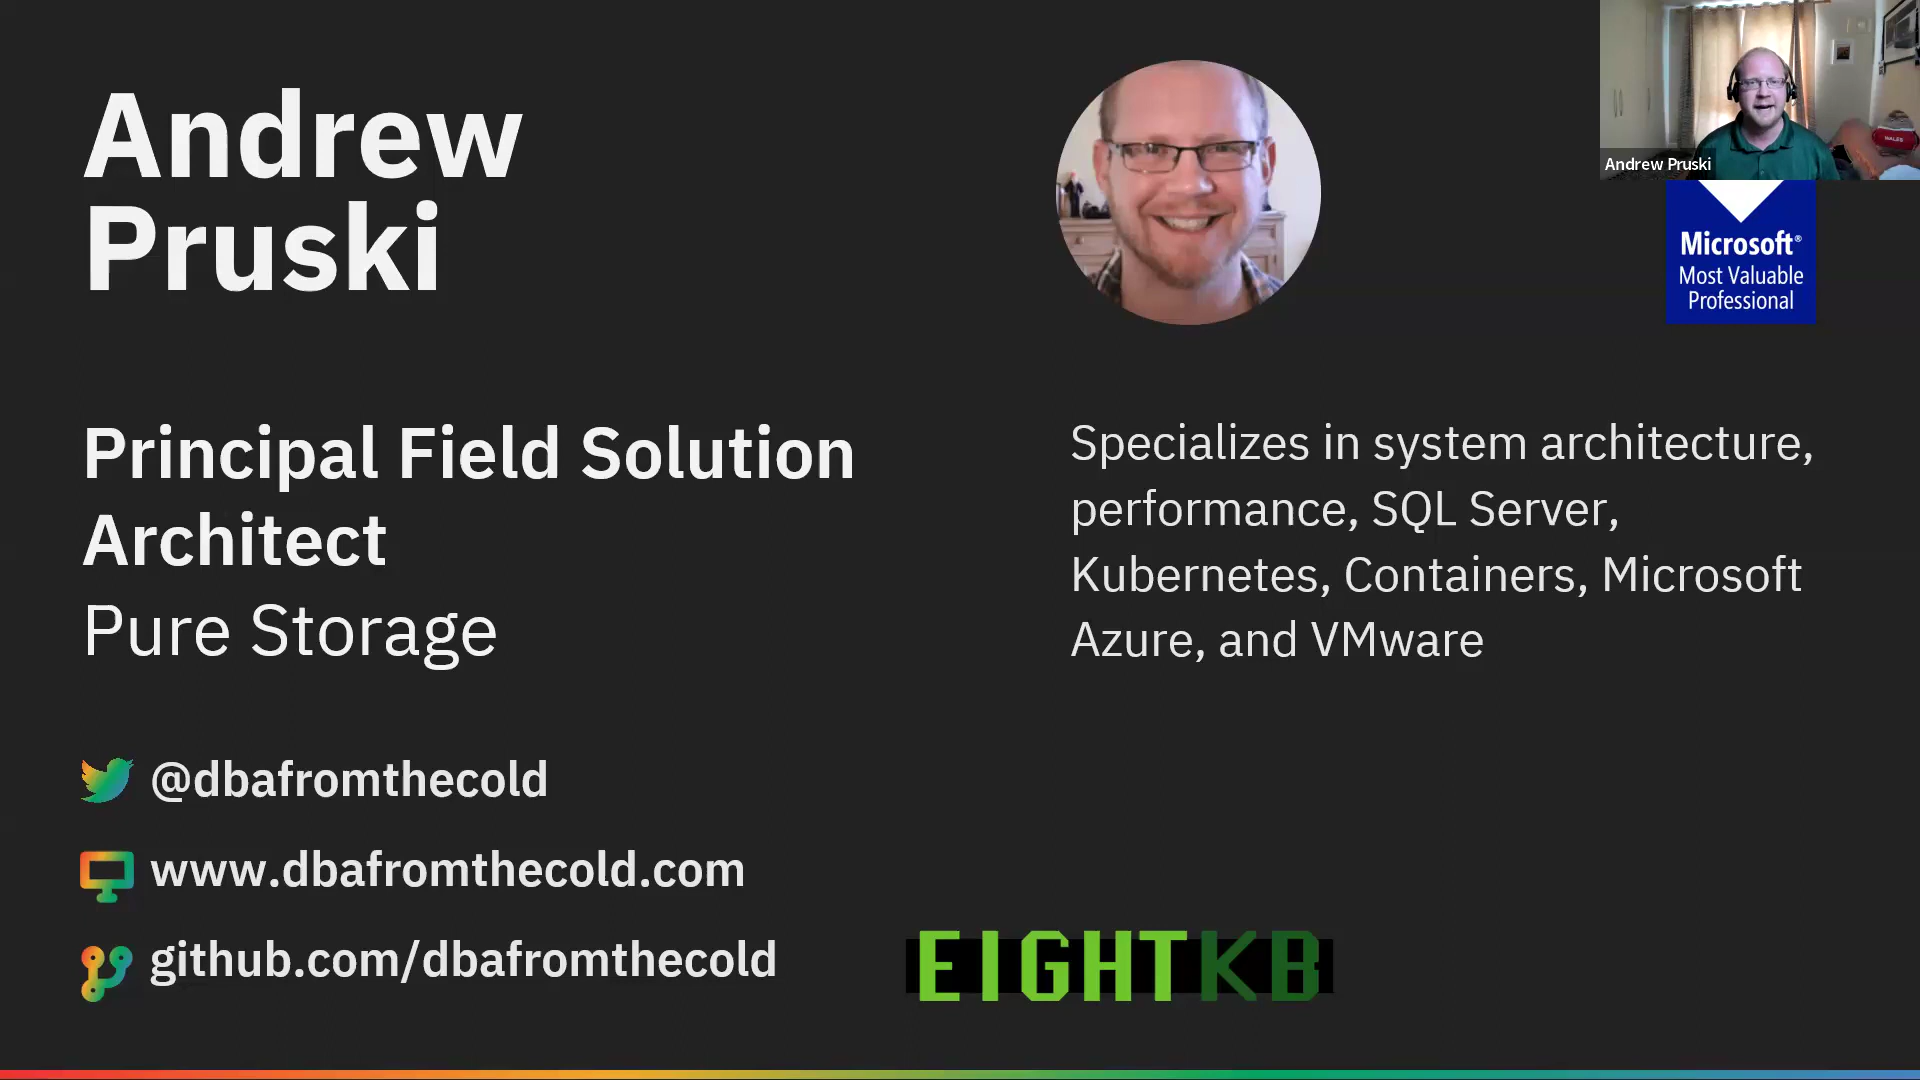 Andrew
Pruski
Andrew Pruski
Microsoft®
Most Valuable
Professional
Principal Field Solution
Architect
Pure Storage
Specializes in system architecture,
performance, SQL Server,
Kubernetes, Containers, Microsoft
Azure, and VMware
@dbafromthecold
www.dbafromthecold.com
github.com/dbafromthecold
EIGHTKB
WALES